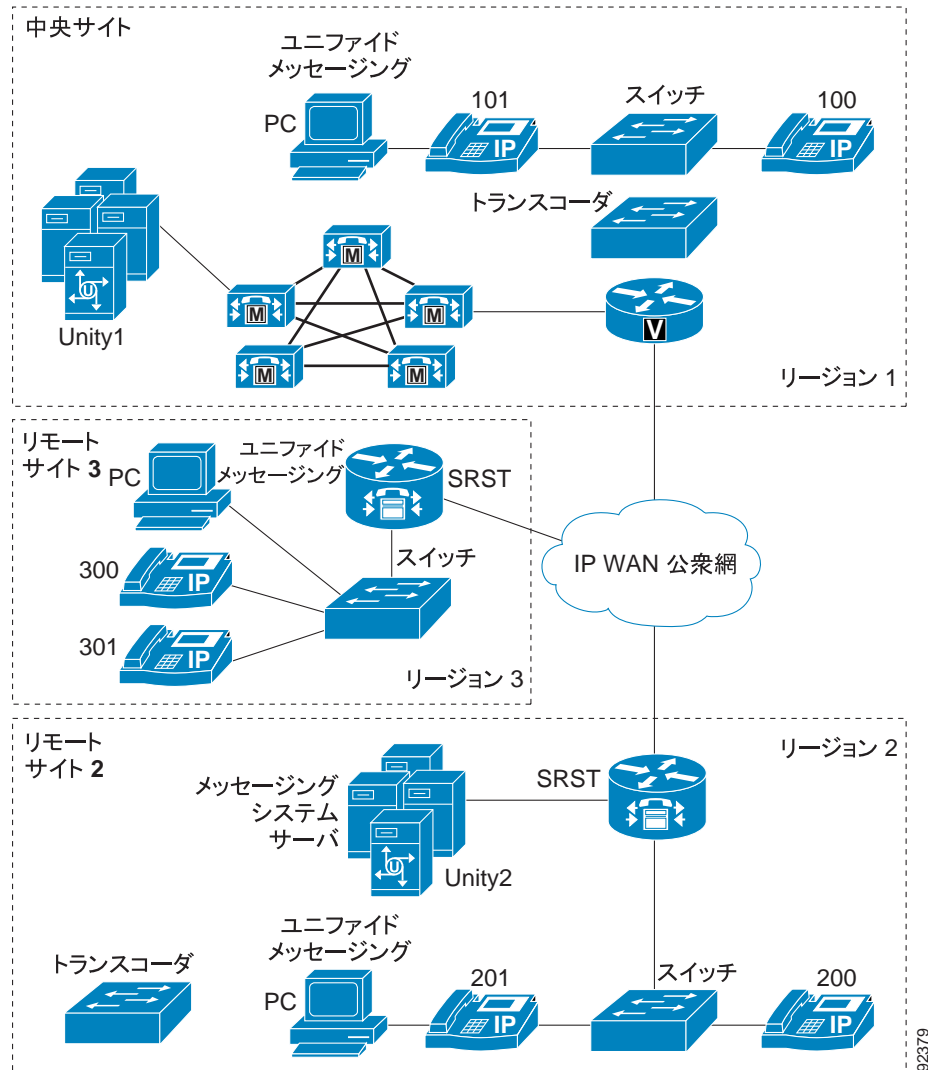 中央サイト
ユニファイド
メッセージング
PC
101
スイッチ
100
IP
IP
トランスコーダ
Unity1
U
M
M
M
M
M
V
リージョン 1
リモート
サイト 3
PC
ユニファイド
メッセージング
SRST
スイッチ
300
IP
301
IP
リージョン 3
IP WAN 公衆網
リモート
サイト 2
リージョン 2
メッセージング
システム
サーバ
U
Unity2
SRST
トランスコーダ
ユニファイド
メッセージング
PC
201
IP
スイッチ
200
IP
92379